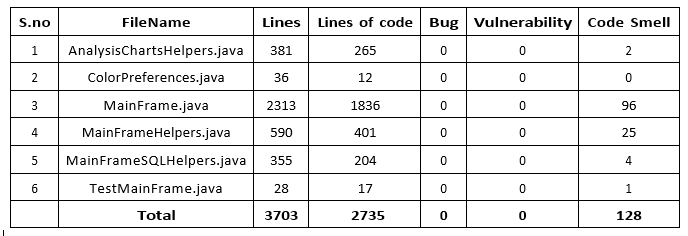 S.no FileName Lines Lines of code Bug Vulnerability Code Smell
1 AnalysisChartsHelpers.java 381 265 0 0 2
2 ColorPreferences.java 36 12 0 0 0
3 MainFrame.java 2313 1836 0 0 96
4 MainFrameHelpers.java 590 401 0 0 25
5 MainFrameSQLHelpers.java 355 204 0 0 4
6 TestMainFrame.java 28 17 0 0 1
Total 3703 2735 0 0 128